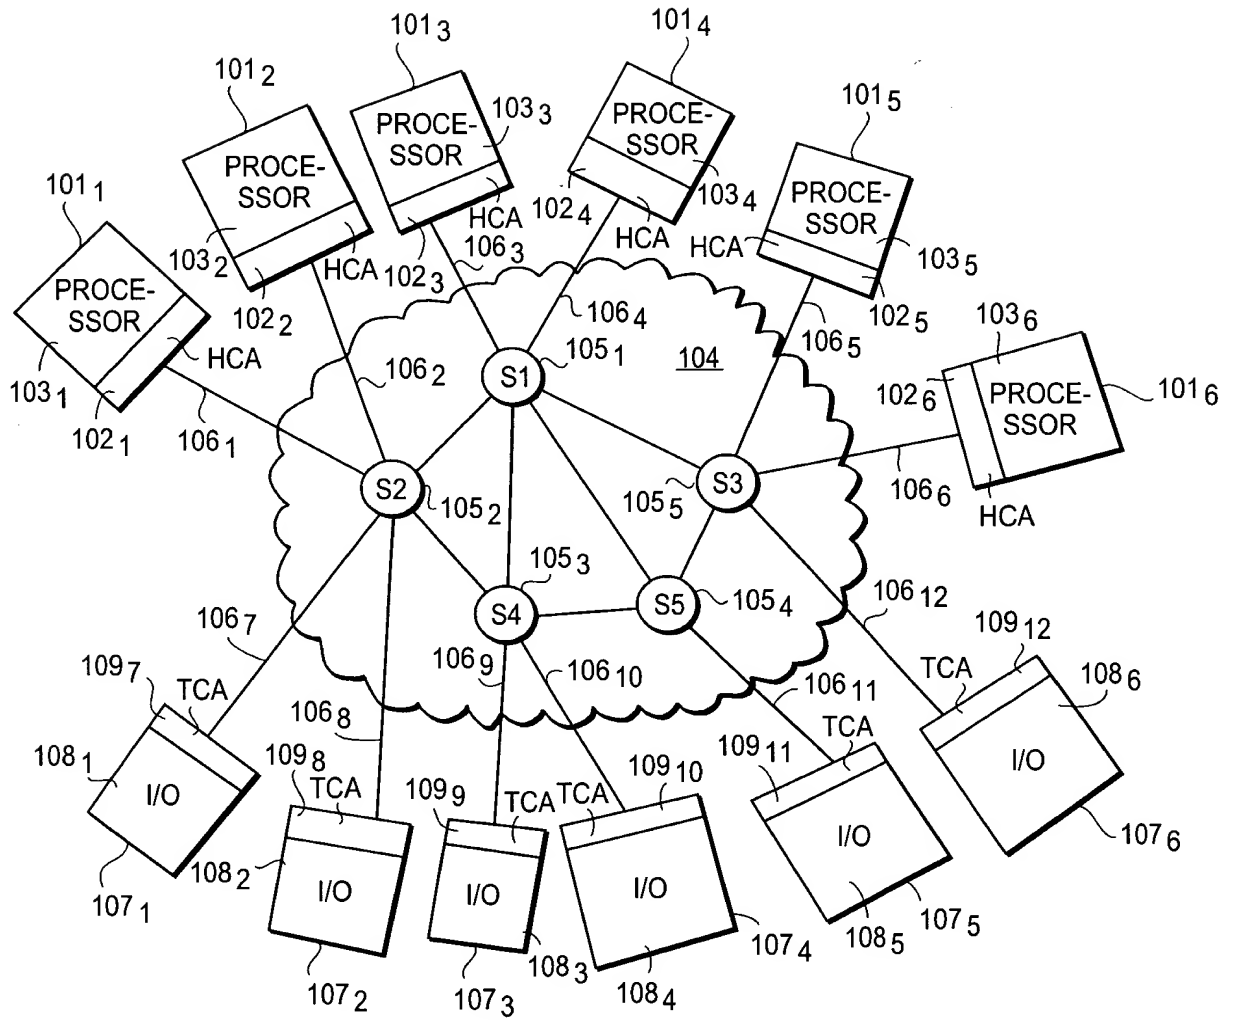 101 3
101 4
101 2
101 5
101 1
PROCE-
SSOR
103 3
PROCE-
SSOR
103 4
PROCE-
SSOR
103 2
PROCE-
SSOR
103 5
PROCE-
SSOR
103 1
HCA
102 3
HCA
102 4
HCA
102 2
HCA
102 5
HCA
102 1
106 3
106 4
106 5
103 6
102 6
PROCE-
SSOR
101 6
HCA
106 1
106 2
S1
105 1
104
106 6
S2
105 2
S3
105 5
S4
105 3
S5
105 4
106 7
106 8
106 9
106 10
106 11
106 12
109 7
TCA
108 1
I/O
107 1
109 8
TCA
108 2
I/O
107 2
109 9
TCA
I/O
108 3
107 3
TCA
109 10
I/O
107 4
108 4
109 11
TCA
I/O
108 5
107 5
TCA
109 12
108 6
I/O
107 6